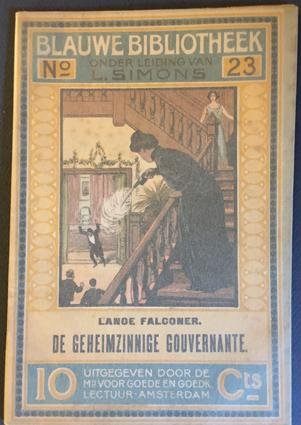 BLAUWE BIBLIOTHEEK
ONDER LEIDING VAN
No L. SIMONS 23
LANOE FALCONER.
DE GEHEIMZINNIGE GOUVERNANTE.
10 UITGEGEVEN DOOR DE Cts
Mij VOOR GOEDE EN GOEDK.
LECTUUR - AMSTERDAM.